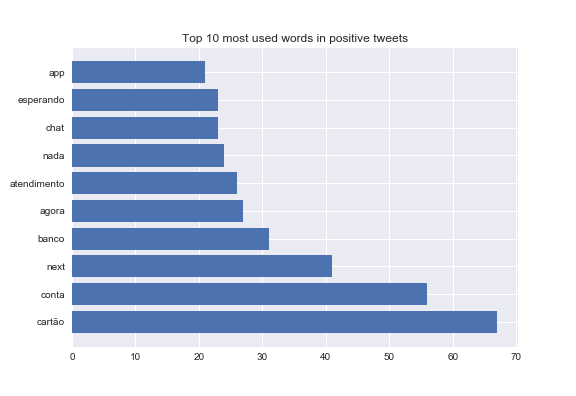 Top 10 most used words in positive tweets
app
esperando
chat
nada
atendimento
agora
banco
next
conta
cartão
0 10 20 30 40 50 60 70